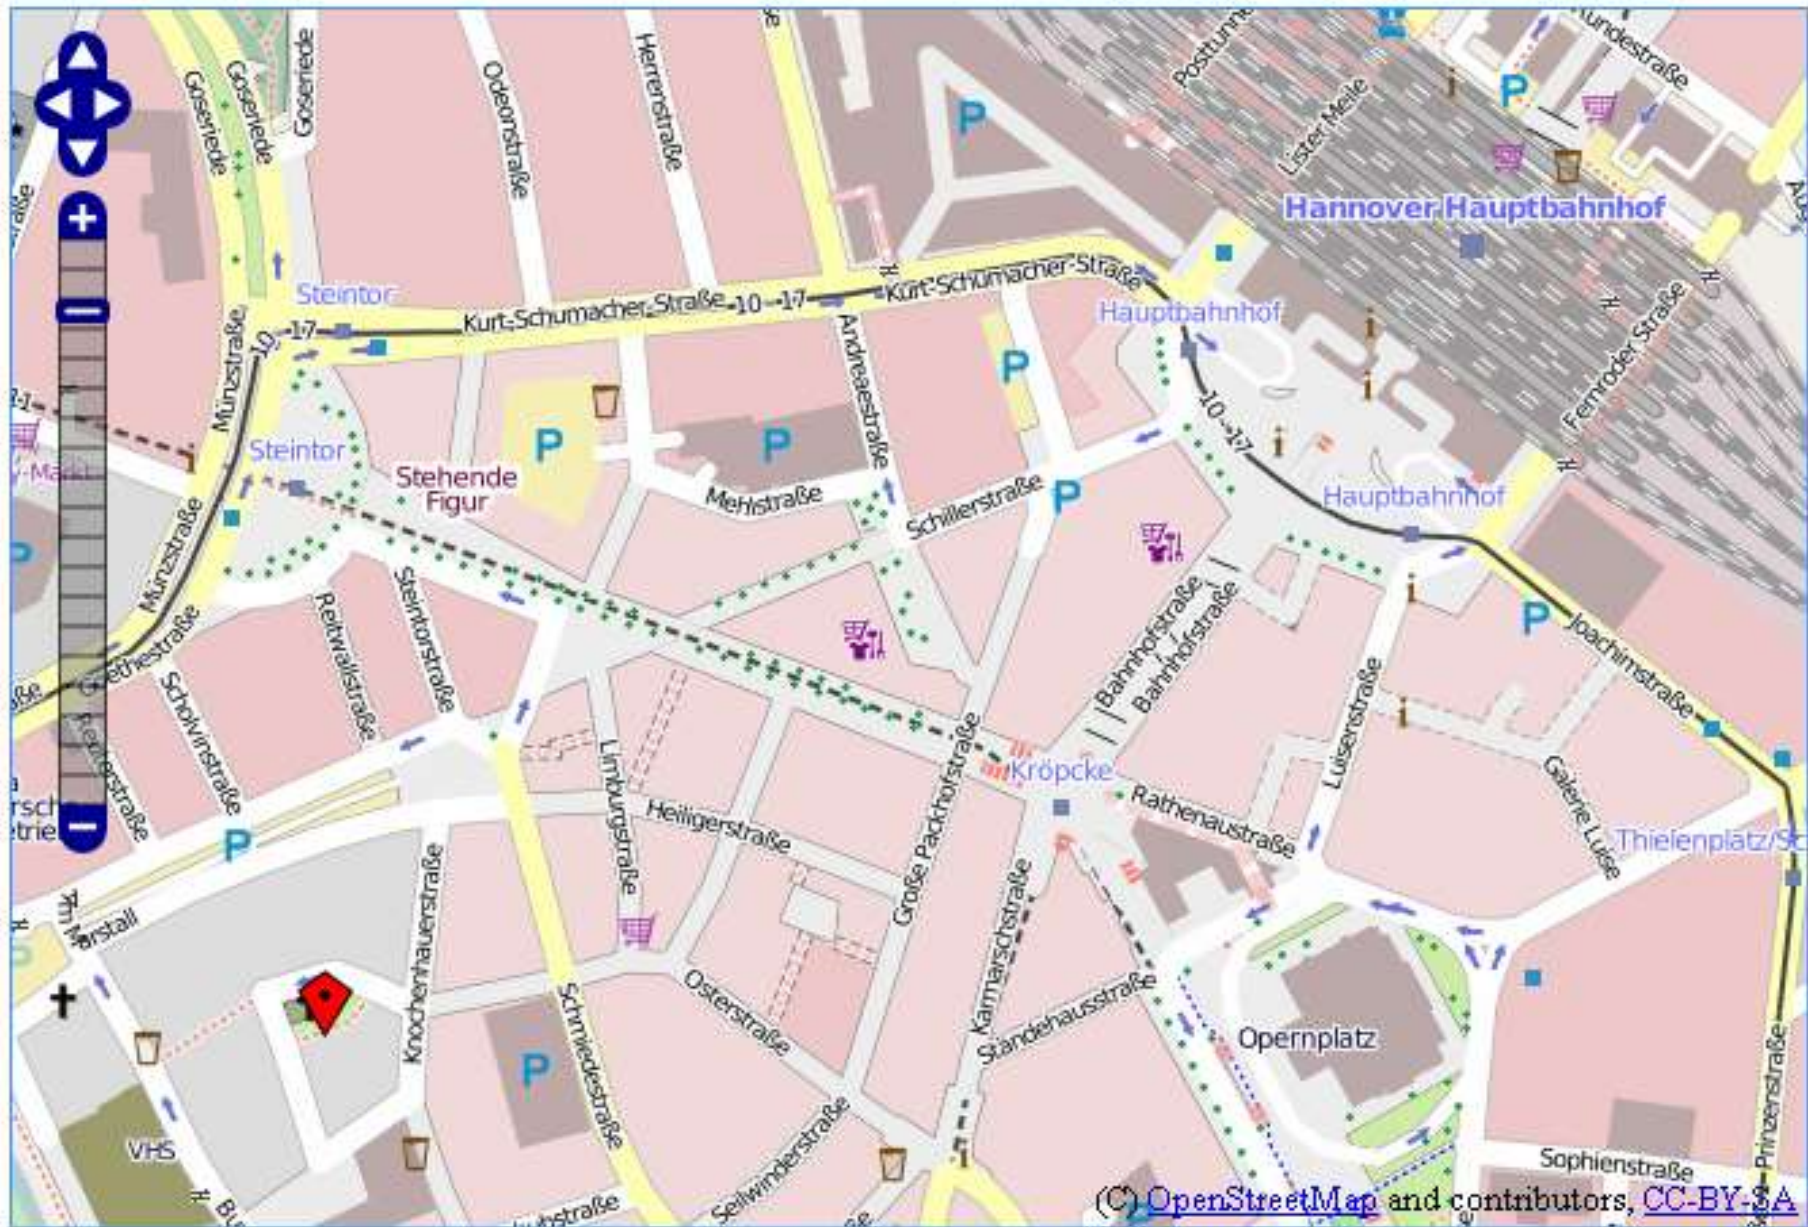 Goseriede
Goseriede
Goseriede
Odeonstraße
Herrenstraße
Lister Meile
P
P
Rundestraße
Hannover Hauptbahnhof
Steintor
Kurt-Schumacher-Straße
10
17
Kurt-Schumacher-Straße
Hauptbahnhof
Fernroder Straße
10
17
Münzstraße
Andreaestraße
P
10
17
Steintor
P
P
Stehende
Figur
Mehlstraße
Schillerstraße
P
Hauptbahnhof
Münzstraße
P
Goethestraße
Reitwallstraße
Steintorstraße
Bahnhofstraße
Bahnhofstraße
P
Joachimstraße
Scholvinstraße
Limburgstraße
Große Packhofstraße
Kröpcke
Luisenstraße
Galerie Luise
Rathenaustraße
Heiligerstraße
P
Thielenplatz/Sc
Am Marstall
Knochenhauerstraße
Karmarschstraße
Osterstraße
Schmiedestraße
Ständehausstraße
Opernplatz
P
VHS
Seilwinderstraße
Sophienstraße
Prinzenstraße
(C) OpenStreetMap and contributors, CC-BY-SA